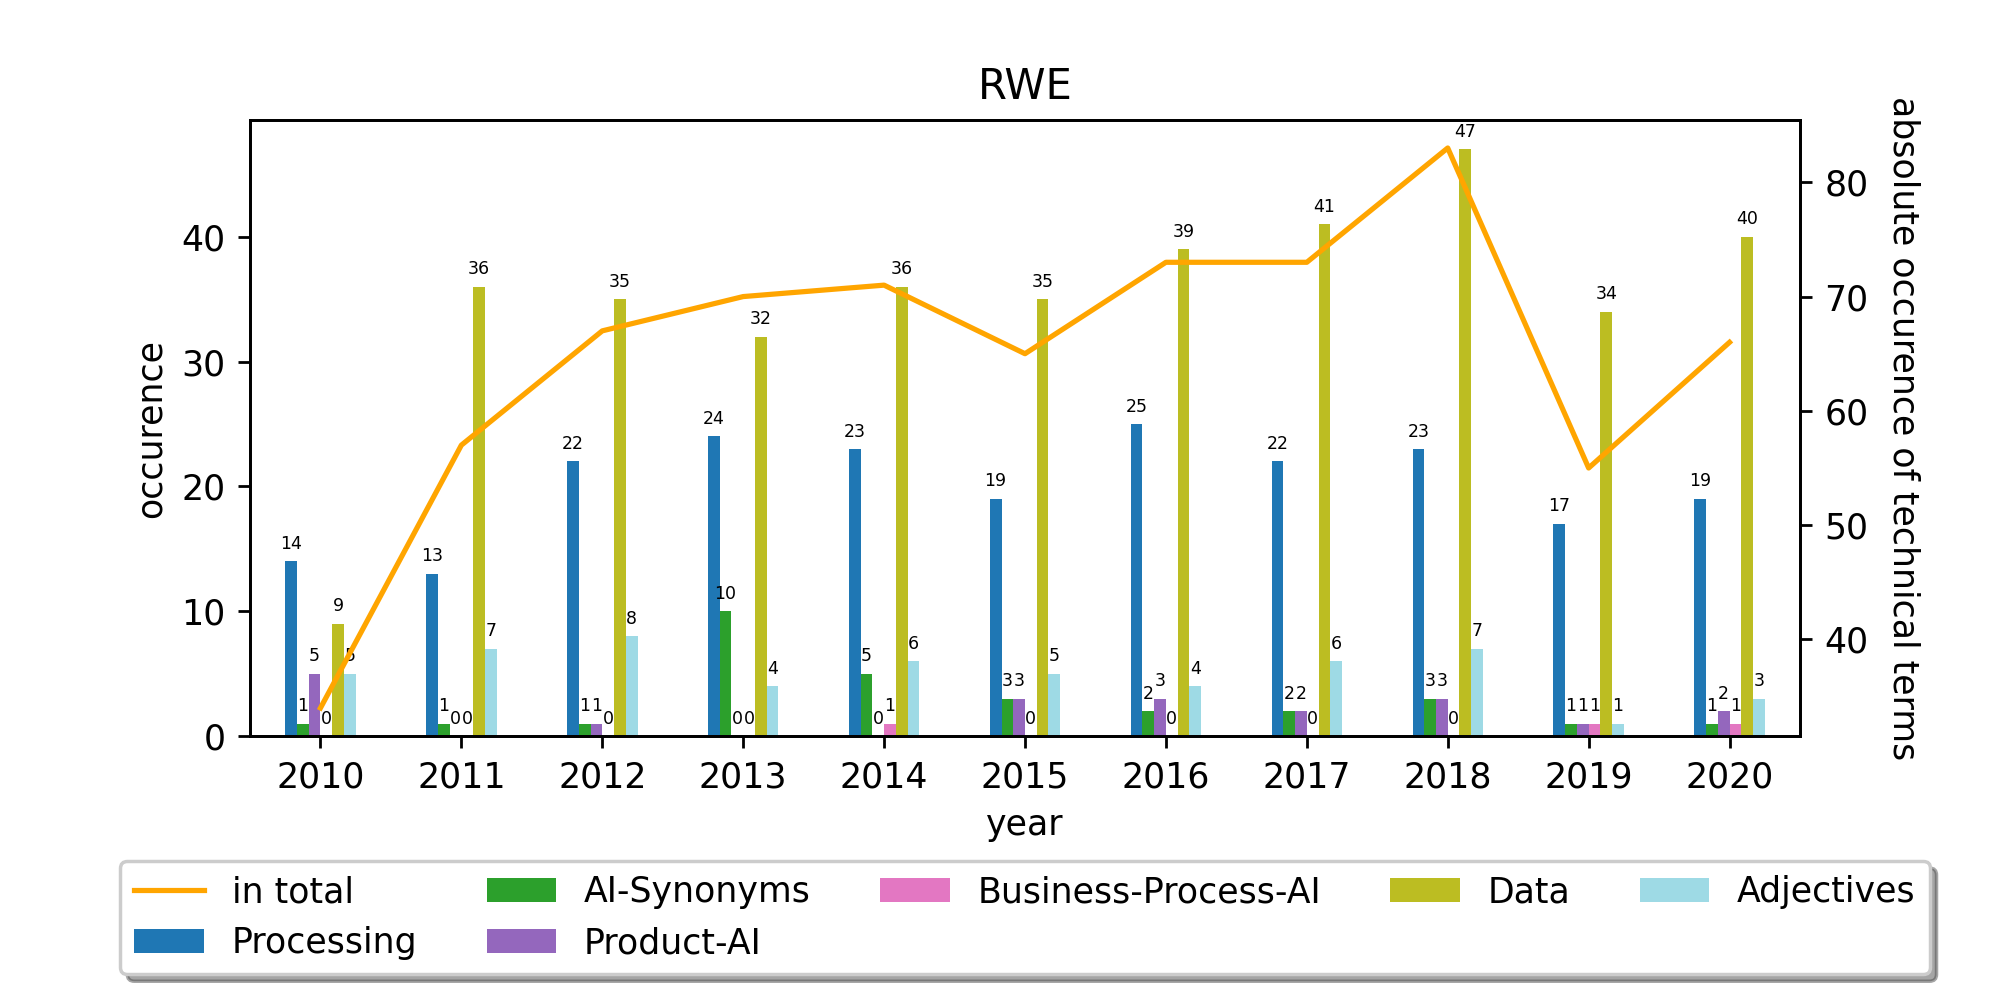 RWE
occurence
absolute occurence of technical terms
40
30
20
10
0
80
70
60
50
40
14 1 5 0 9 5
13 1 0 0 36 7
22 1 1 0 35 8
24 10 0 0 32 4
23 5 0 1 36 6
19 3 3 0 35 5
25 2 3 0 39 4
22 2 2 0 41 6
23 3 3 0 47 7
17 1 1 1 34 1
19 1 2 1 40 3
2010 2011 2012 2013 2014 2015 2016 2017 2018 2019 2020
year
in total AI-Synonyms Business-Process-AI Data Adjectives
Processing Product-AI